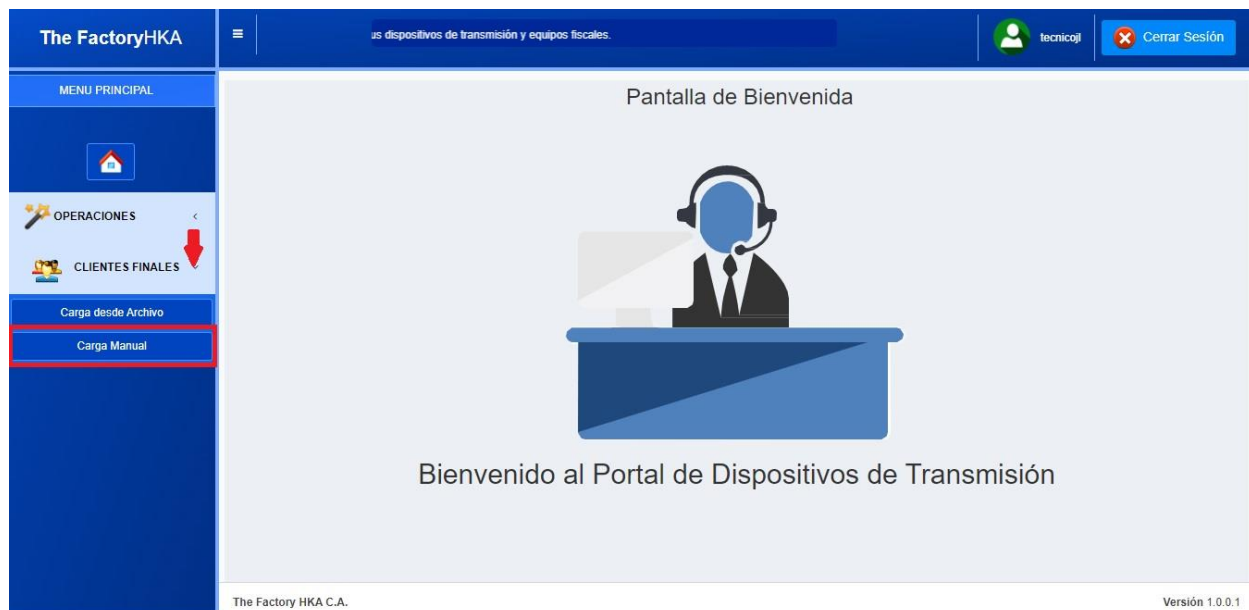 The FactoryHKA
≡
us dispositivos de transmisión y equipos fiscales.
tecnicojl
Cerrar Sesión
MENU PRINCIPAL
Pantalla de Bienvenida
OPERACIONES
CLIENTES FINALES
Carga desde Archivo
Carga Manual
Bienvenido al Portal de Dispositivos de Transmisión
The Factory HKA C.A.
Versión 1.0.0.1